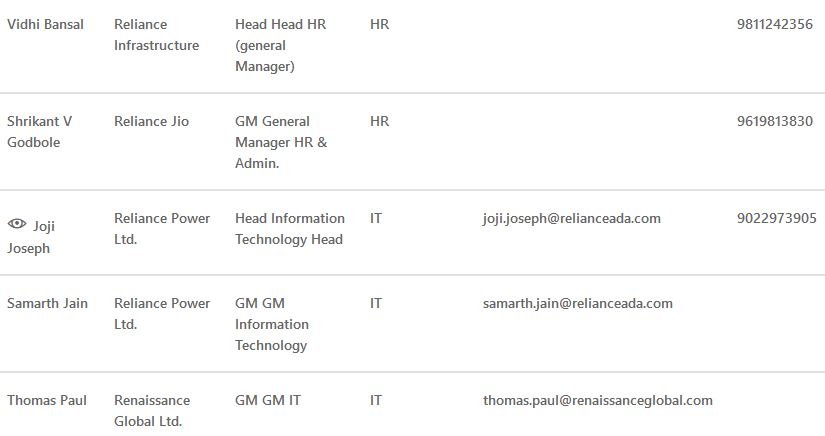 Vidhi Bansal Reliance Head Head HR HR 9811242356
Infrastructure (general
Manager)
Shrikant V Reliance Jio GM General HR 9619813830
Godbole Manager HR &
Admin.
Joji Reliance Power Head Information IT joji.joseph@relianceada.com 9022973905
Joseph Ltd. Technology Head
Samarth Jain Reliance Power GM GM IT samarth.jain@relianceada.com
Ltd. Information
Technology
Thomas Paul Renaissance GM GM IT IT thomas.paul@renaissanceglobal.com
Global Ltd.